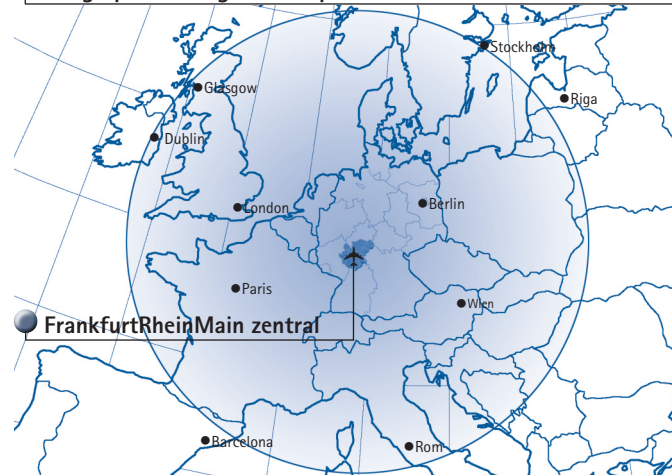 Stockholm
Glasgow
Riga
Dublin
London
Berlin
Paris
Wien
FrankfurtRheinMain zentral
Barcelona
Rom